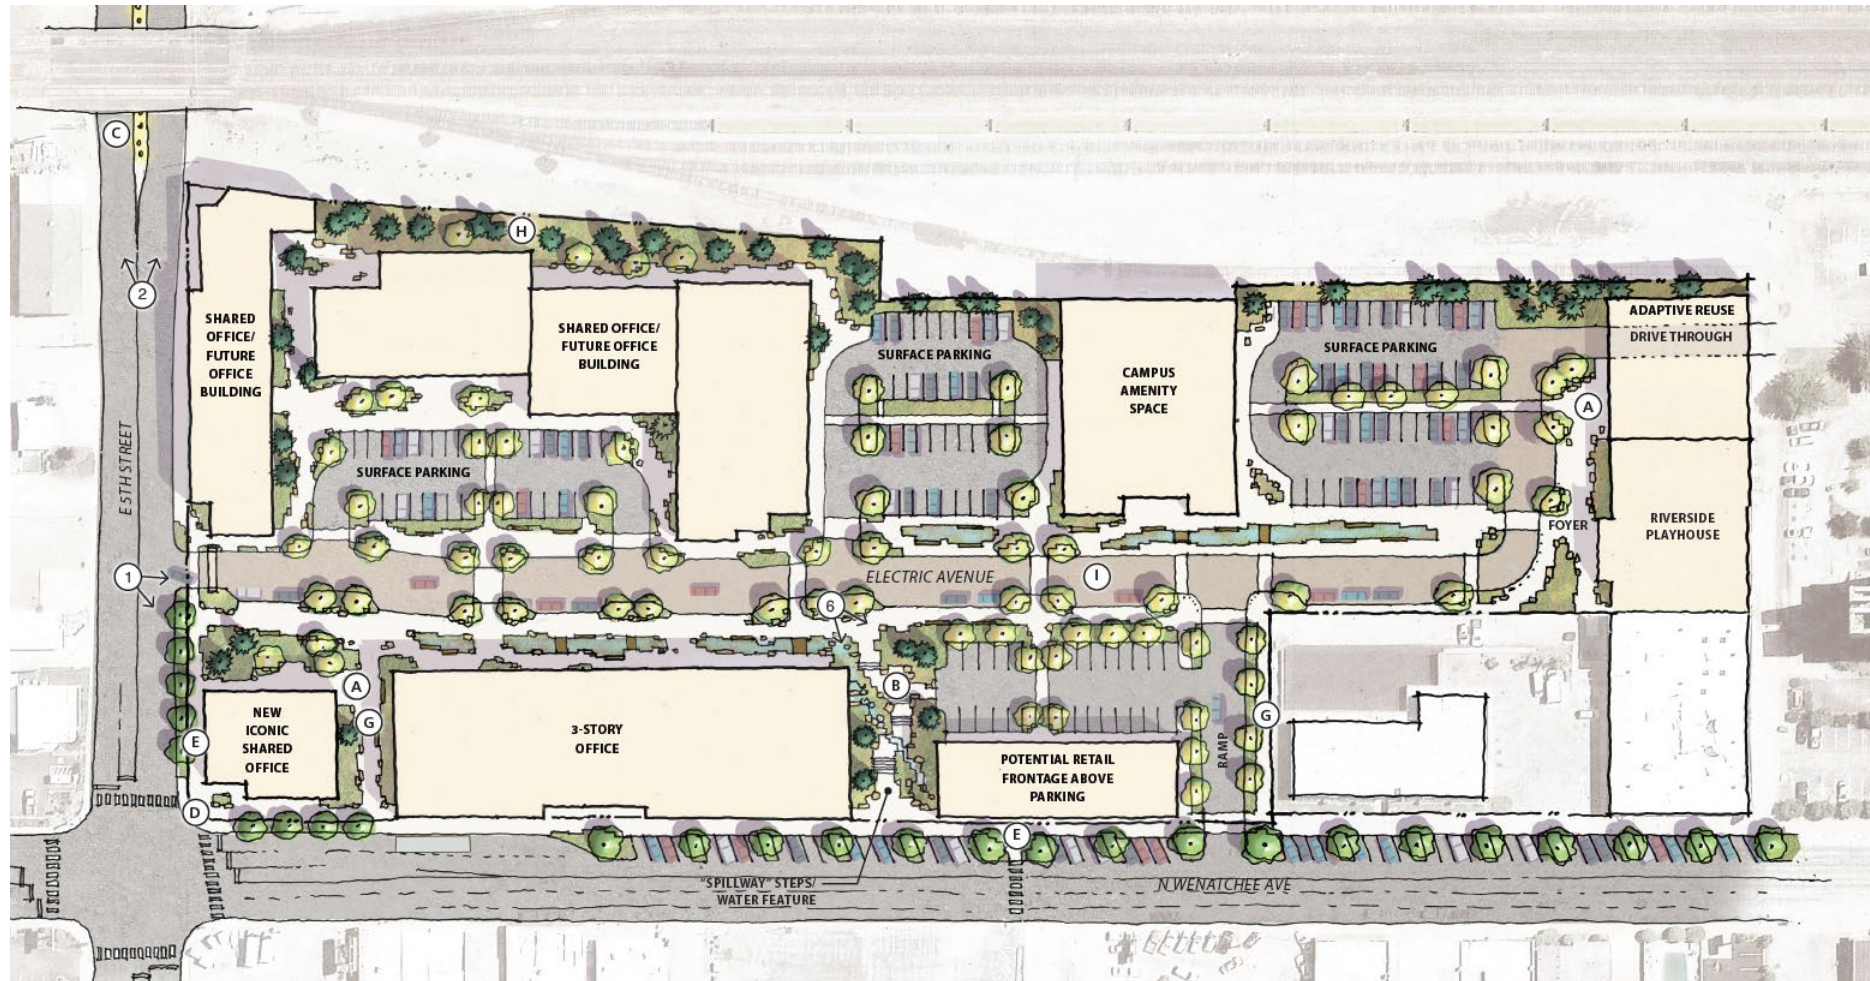 C
H
2
SHARED
OFFICE/
FUTURE
OFFICE
BUILDING
SHARED OFFICE/
FUTURE OFFICE
BUILDING
SURFACE PARKING
CAMPUS
AMENITY
SPACE
SURFACE PARKING
ADAPTIVE REUSE
DRIVE THROUGH
A
SURFACE PARKING
E 5TH STREET
FOYER
RIVERSIDE
PLAYHOUSE
1
ELECTRIC AVENUE
I
6
A
B
G
G
E
NEW
ICONIC
SHARED
OFFICE
3-STORY
OFFICE
RAMP
POTENTIAL RETAIL
FRONTAGE ABOVE
PARKING
D
E
"SPILLWAY" STEPS/
WATER FEATURE
N WENATCHEE AVE